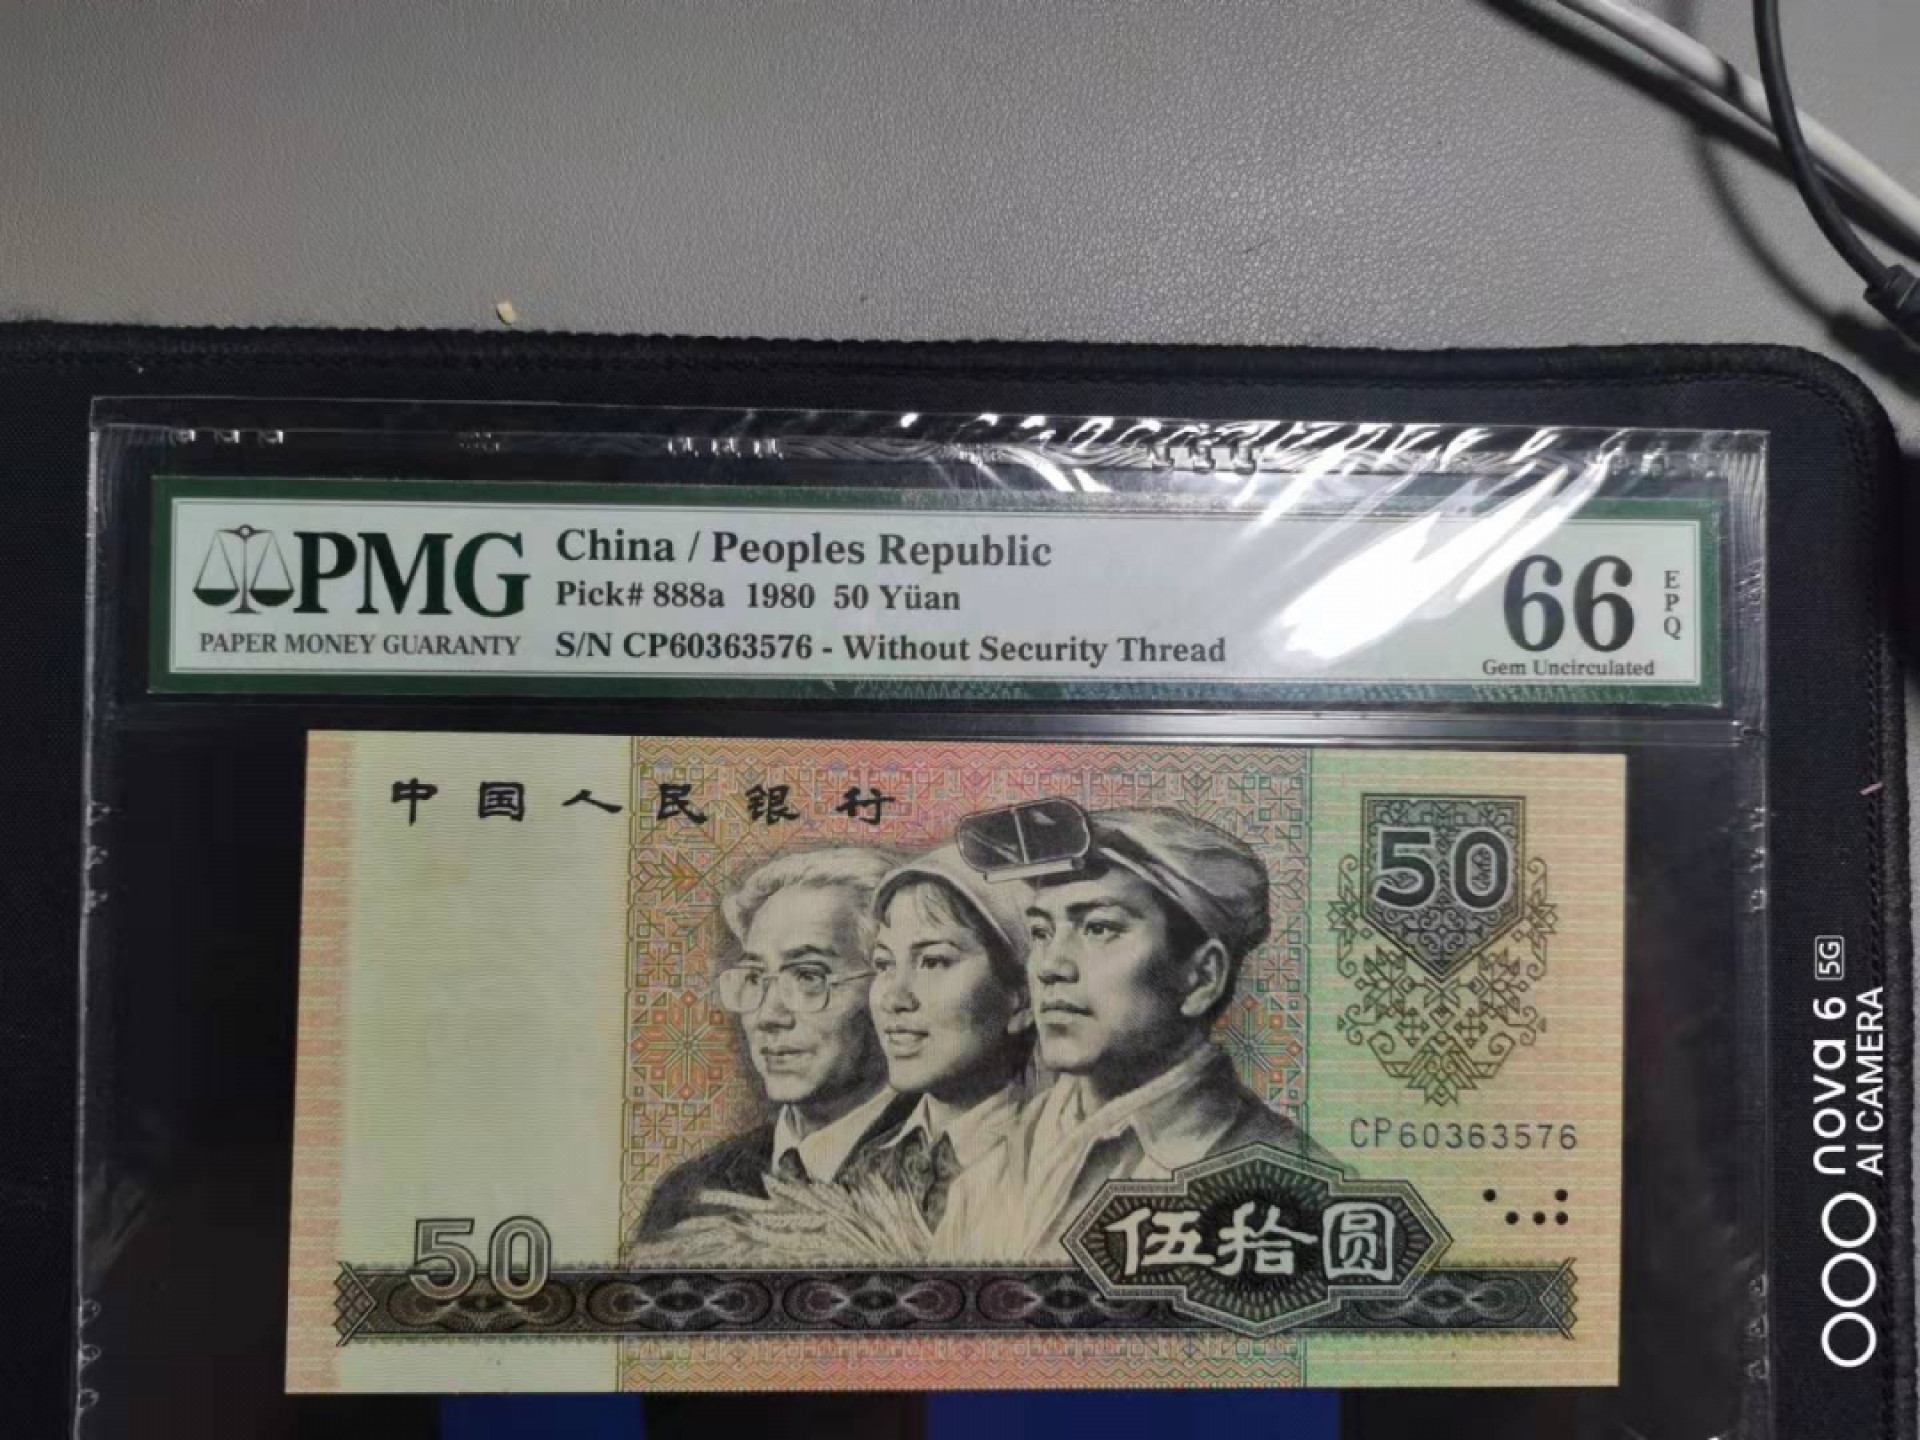 PMG
PAPER MONEY GUARANTY
China / Peoples Republic
Pick# 888a 1980 50 Yüan
S/N CP60363576 - Without Security Thread
66
EPQ
Gem Uncirculated
中国人民银行
50
CP60363576
50
伍拾圆
nova 6 5G
AI CAMERA